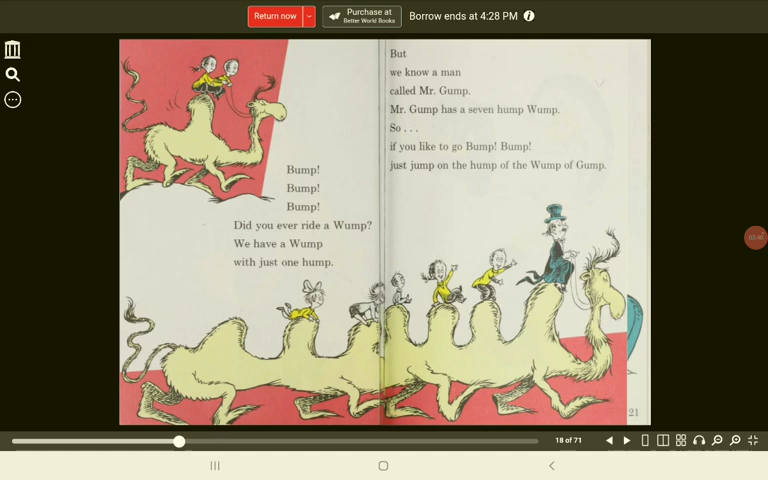 Return now
Purchase at
Better World Books
Borrow ends at 4:28 PM
Bump!
Bump!
Bump!
Did you ever ride a Wump?
We have a Wump
with just one hump.
But
we know a man
called Mr. Gump.
Mr. Gump has a seven hump Wump.
So . . .
if you like to go Bump! Bump!
just jump on the hump of the Wump of Gump.
21
03:40
18 of 71